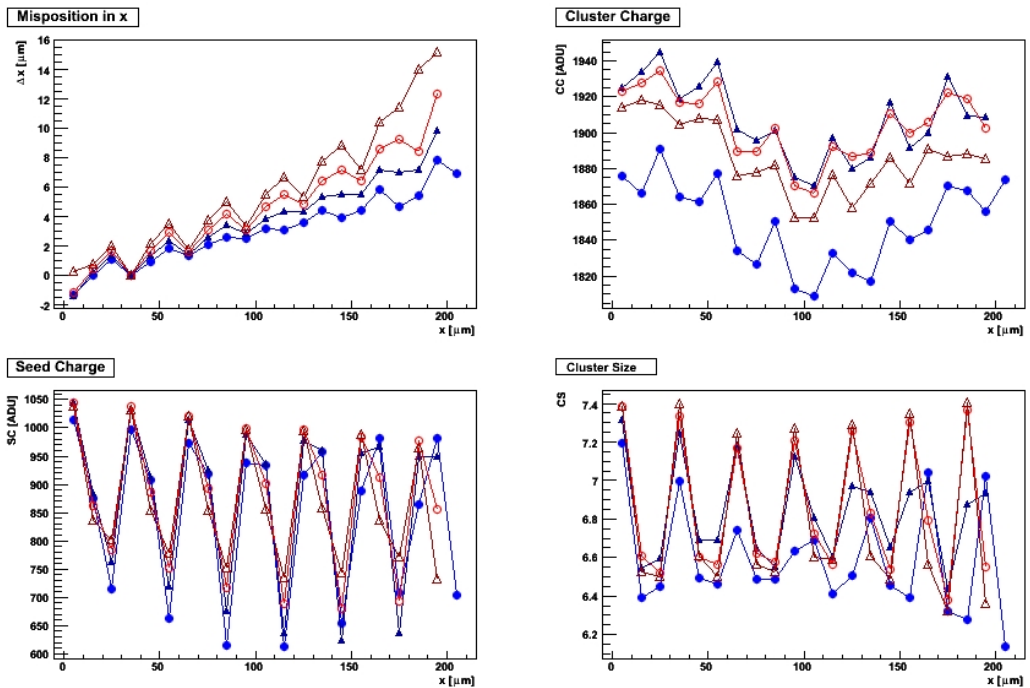 Misposition in x
Δx [μm]
16
14
12
10
8
6
4
2
0
-2
0 50 100 150 200
x [μm]
Cluster Charge
CC [ADU]
1940
1920
1900
1880
1860
1840
1820
0 50 100 150 200
x [μm]
Seed Charge
SC [ADU]
1050
1000
950
900
850
800
750
700
650
600
0 50 100 150 200
x [μm]
Cluster Size
CS
7.4
7.2
7
6.8
6.6
6.4
6.2
0 50 100 150 200
x [μm]